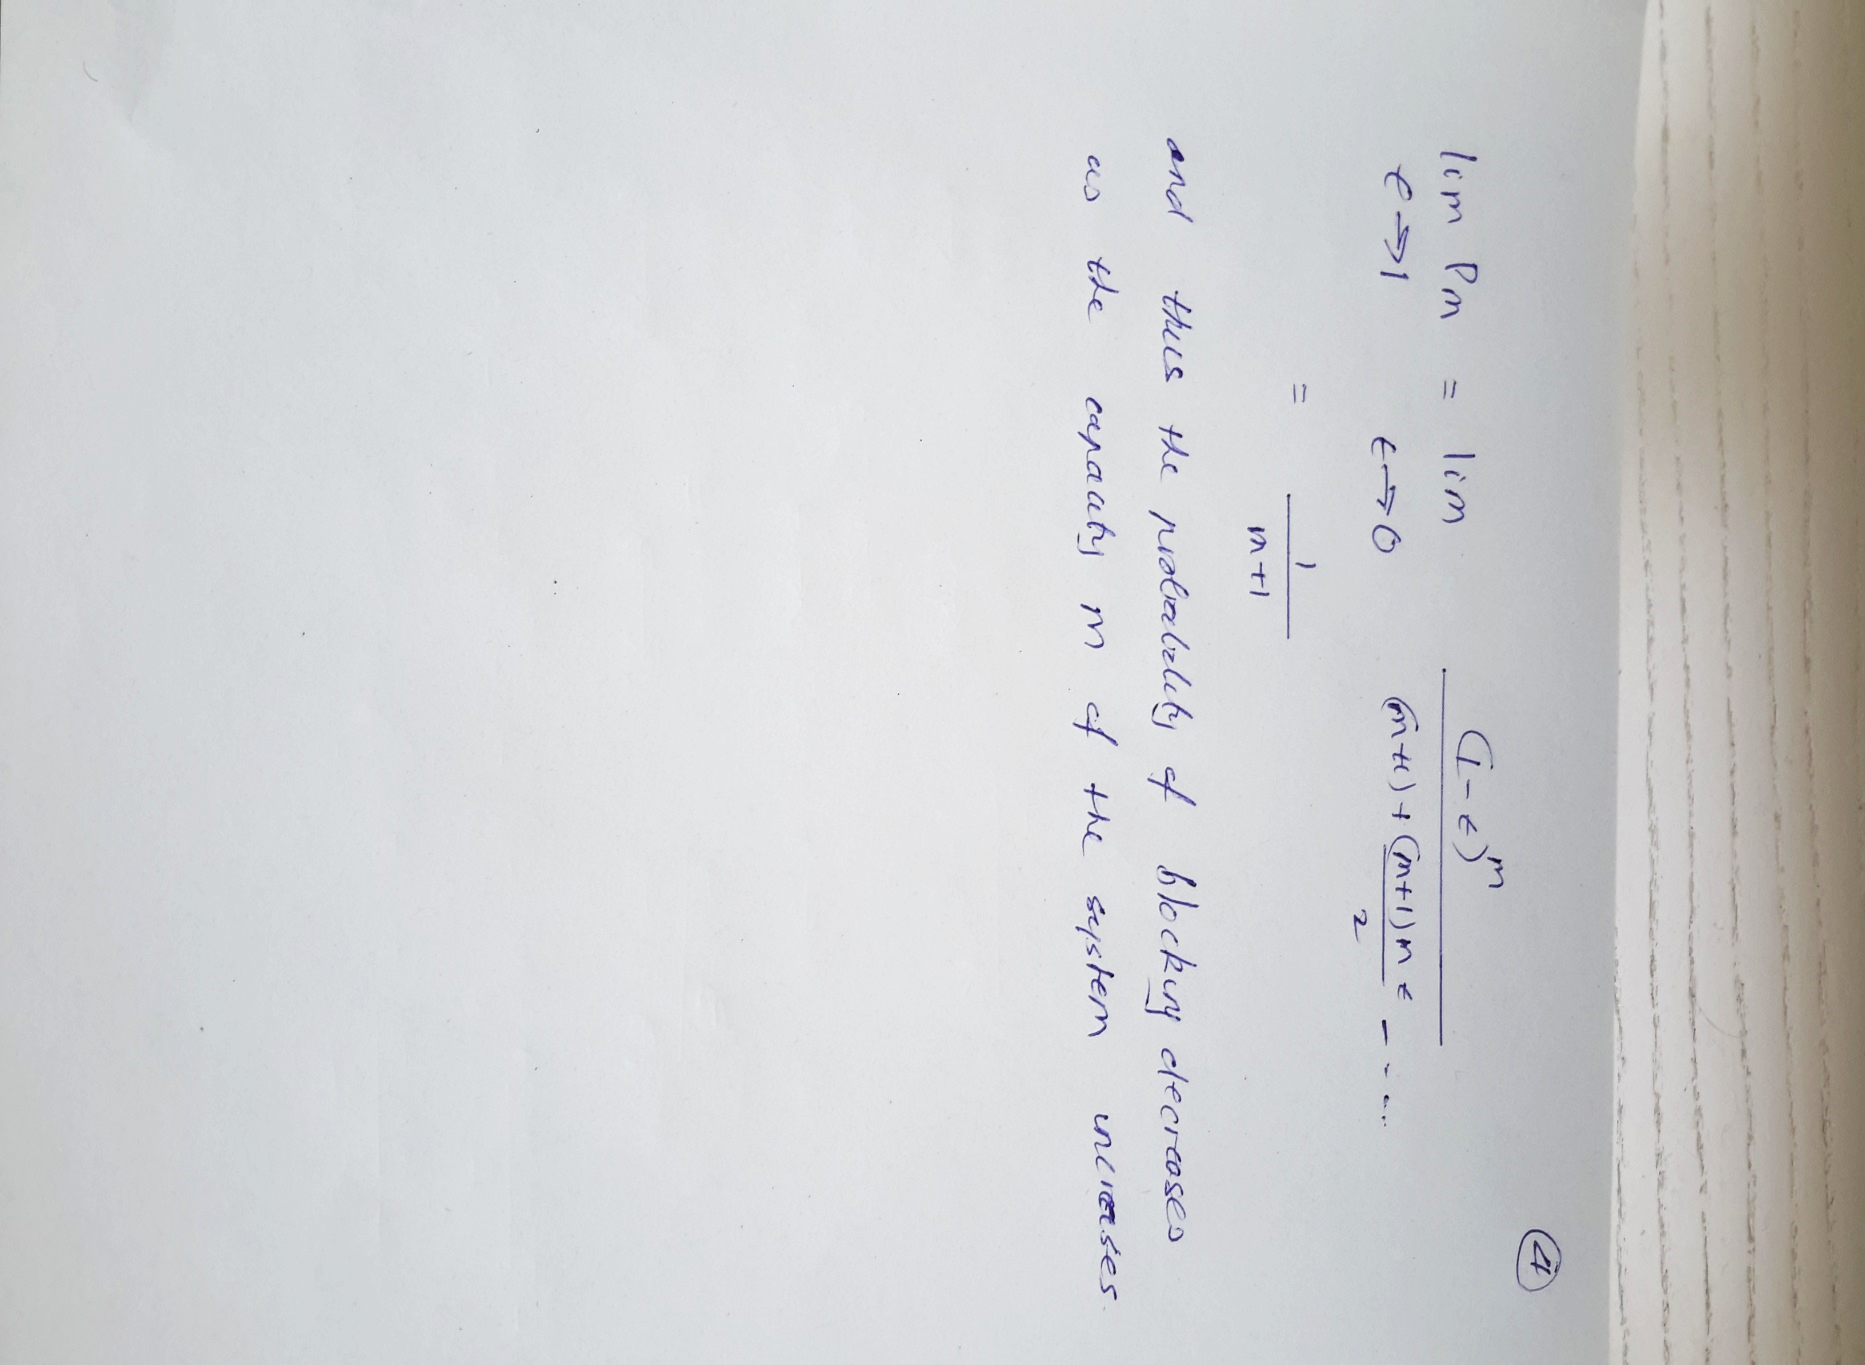 ④
lim Pm = lim (1-ε)^m / ((m+1) + (m+1)m/2 ε - - ...)
ρ→1 ε→0
= 1/(m+1)
and thus the probability of blocking decreases
as the capacity m of the system increases.